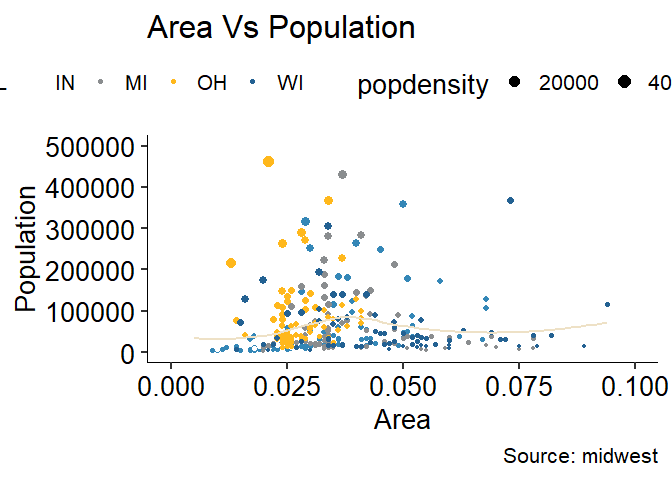 Area Vs Population
IN MI OH WI popdensity 20000 40
500000
400000
300000
200000
100000
0
Population
0.000 0.025 0.050 0.075 0.100
Area
Source: midwest